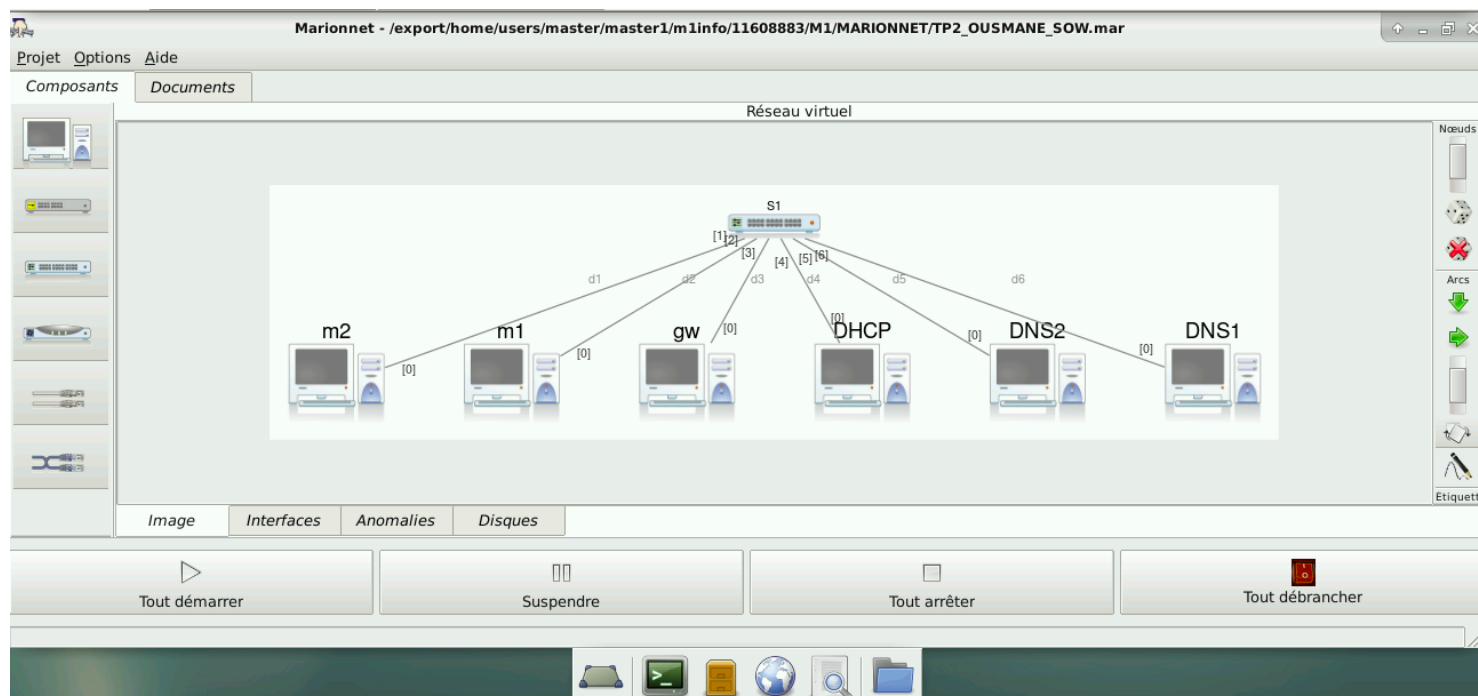 Marionnet - /export/home/users/master/master1/m1info/11608883/M1/MARIONNET/TP2_OUSMANE_SOW.mar
Projet Options Aide
Composants Documents
Réseau virtuel
Nœuds
S1
[1] [2] [3] [4] [5] [6]
d1 d2 d3 d4 d5 d6
Arcs
m2 m1 gw DHCP DNS2 DNS1
[0] [0] [0] [0] [0] [0]
Etiquett
Image Interfaces Anomalies Disques
Tout démarrer Suspendre Tout arrêter Tout débrancher